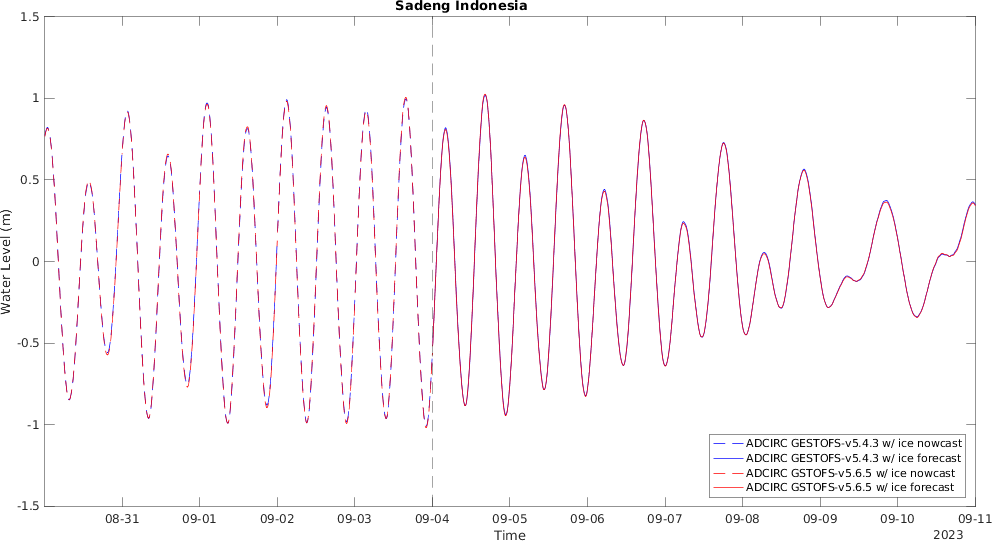 Sadeng Indonesia
1.5
1
0.5
0
-0.5
-1
-1.5
Water Level (m)
ADCIRC GESTOFS-v5.4.3 w/ ice nowcast
ADCIRC GESTOFS-v5.4.3 w/ ice forecast
ADCIRC GSTOFS-v5.6.5 w/ ice nowcast
ADCIRC GSTOFS-v5.6.5 w/ ice forecast
08-31 09-01 09-02 09-03 09-04 09-05 09-06 09-07 09-08 09-09 09-10 09-11
Time
2023